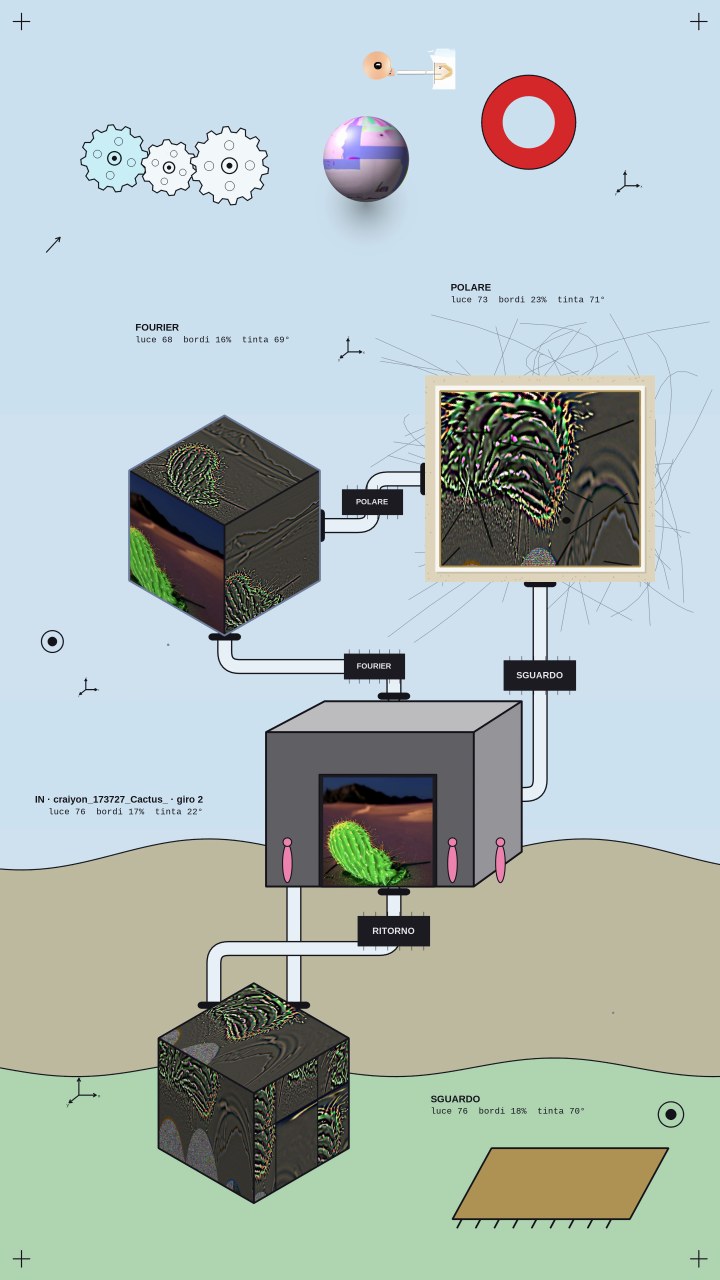 POLARE
luce 73  bordi 23%  tinta 71°
FOURIER
luce 68  bordi 16%  tinta 69°
POLARE
FOURIER
SGUARDO
IN · craiyon_173727_Cactus_ · giro 2
luce 76  bordi 17%  tinta 22°
RITORNO
SGUARDO
luce 76  bordi 18%  tinta 70°